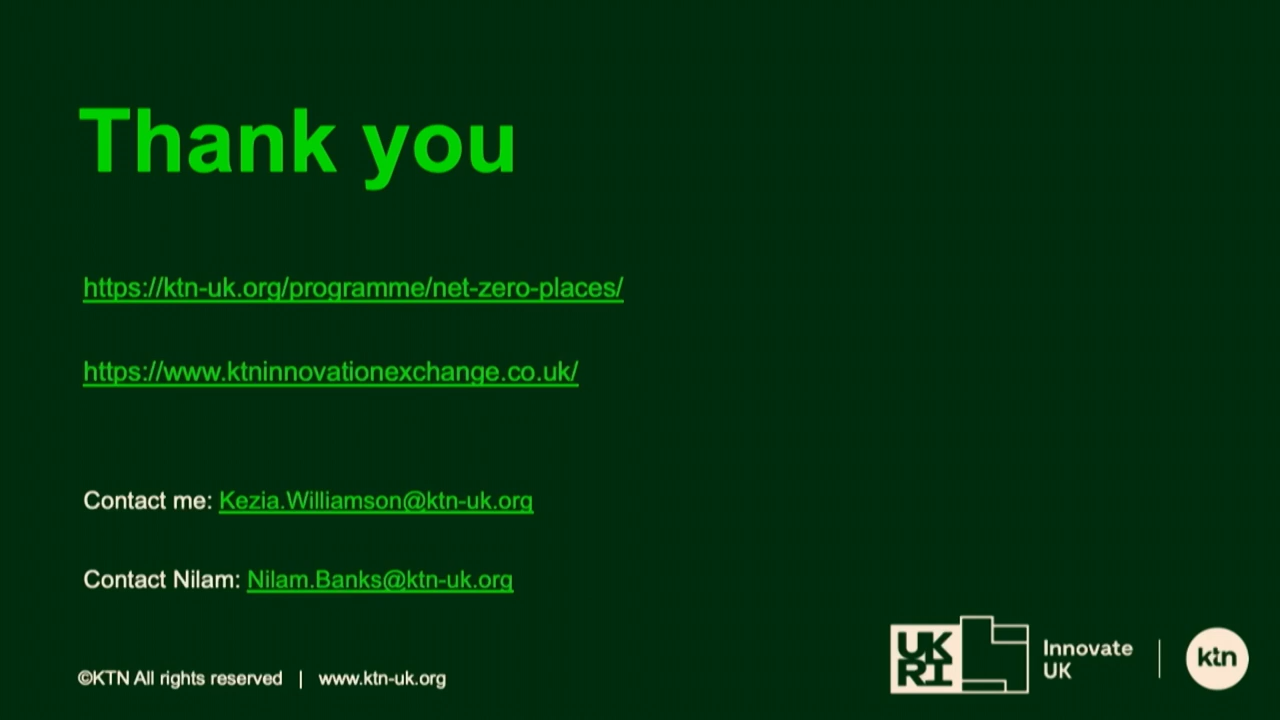 Thank you
https://ktn-uk.org/programme/net-zero-places/
https://www.ktninnovationexchange.co.uk/
Contact me: Kezia.Williamson@ktn-uk.org
Contact Nilam: Nilam.Banks@ktn-uk.org
©KTN All rights reserved | www.ktn-uk.org
UK
RI
Innovate
UK
ktn